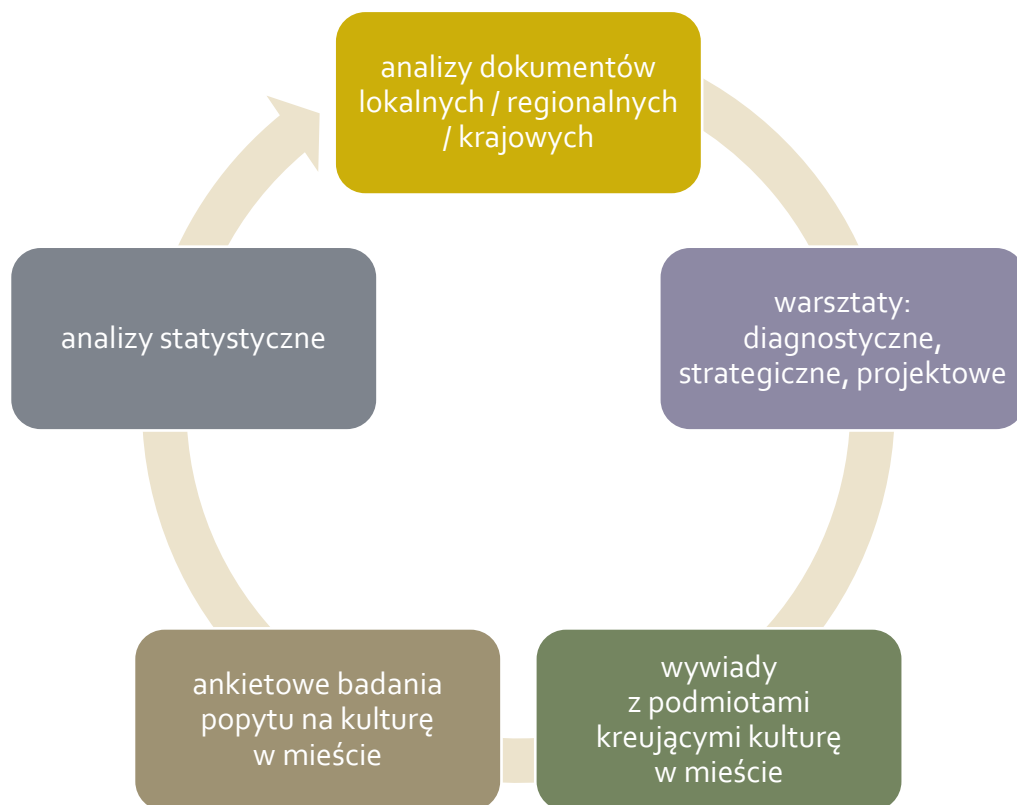 analizy dokumentów
lokalnych / regionalnych
/ krajowych
warsztaty:
diagnostyczne,
strategiczne, projektowe
wywiady
z podmiotami
kreującymi kulturę
w mieście
ankietowe badania
popytu na kulturę
w mieście
analizy statystyczne